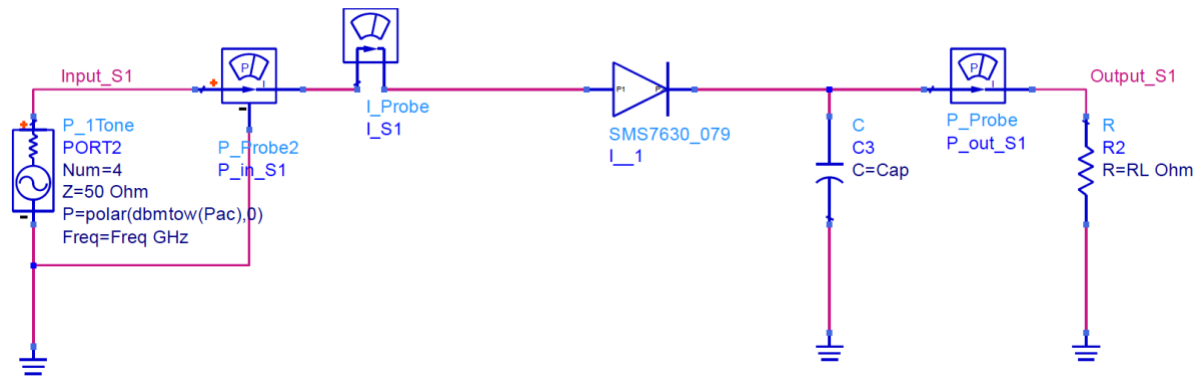 Input_S1
P_1Tone
PORT2
Num=4
Z=50 Ohm
P=polar(dbmtow(Pac),0)
Freq=Freq GHz
P
I
P_Probe2
P_in_S1
I_Probe
I_S1
P1
SMS7630_079
I__1
C
C3
C=Cap
P
P_Probe
P_out_S1
Output_S1
R
R2
R=RL Ohm